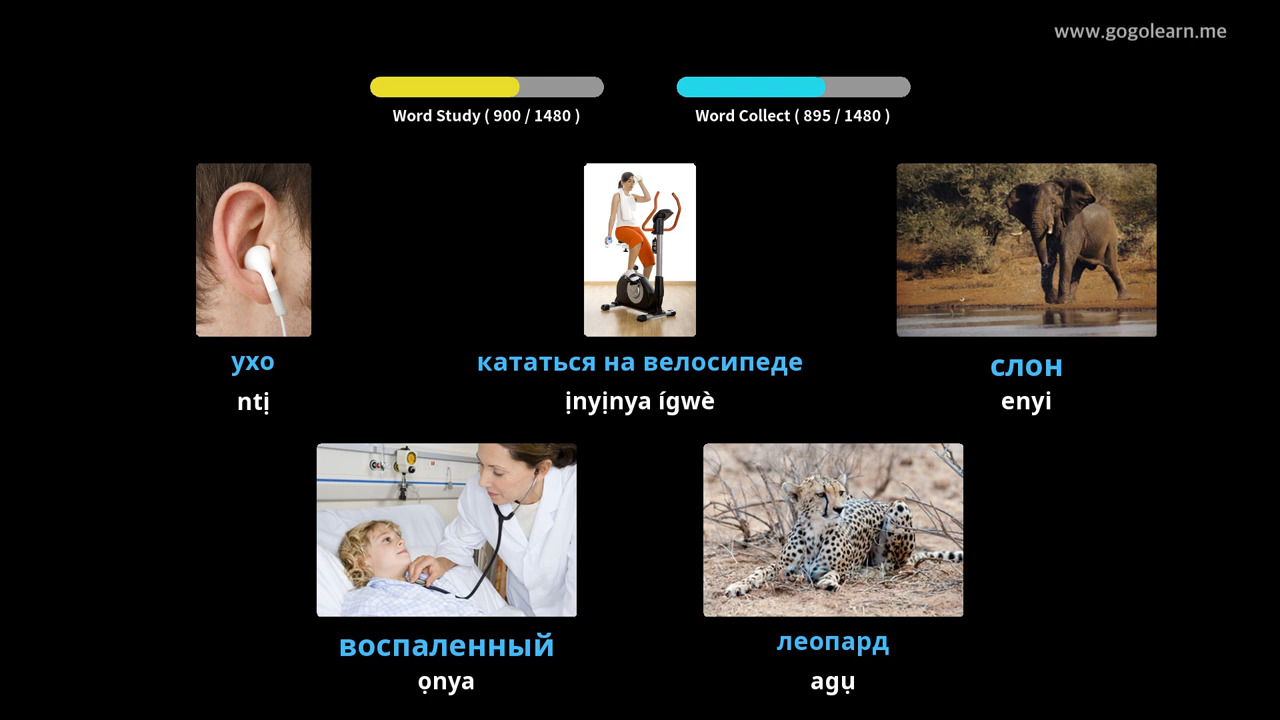 www.gogolearn.me
Word Study ( 900 / 1480 )
Word Collect ( 895 / 1480 )
ухо
ntị
кататься на велосипеде
ịnyịnya ígwè
слон
enyi
воспаленный
ọnya
леопард
agụ